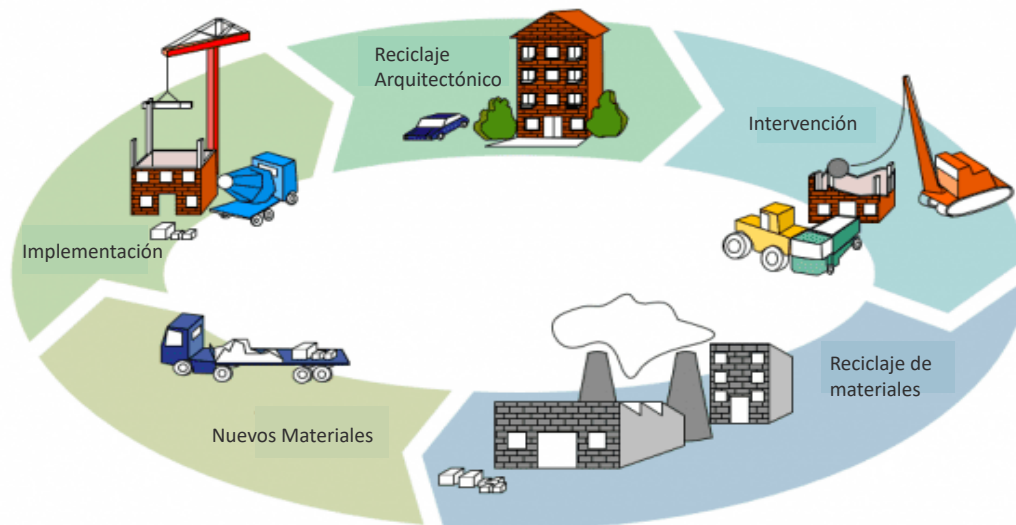 Reciclaje
Arquitectónico
Intervención
Implementación
Reciclaje de
materiales
Nuevos Materiales